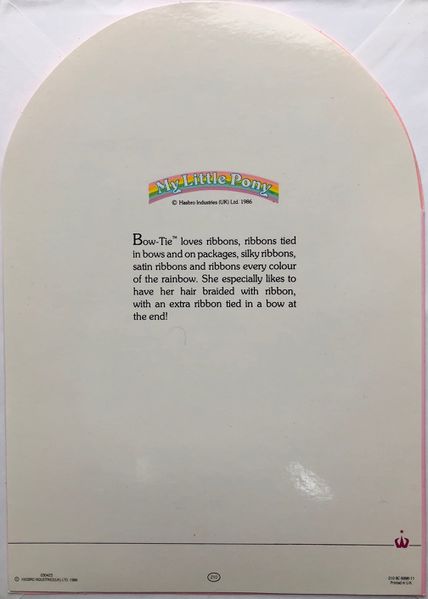 My Little Pony
© Hasbro Industries (UK) Ltd. 1986
Bow-Tie™ loves ribbons, ribbons tied
in bows and on packages, silky ribbons,
satin ribbons and ribbons every colour
of the rainbow. She especially likes to
have her hair braided with ribbon,
with an extra ribbon tied in a bow at
the end!
© HASBRO INDUSTRIES (UK) LTD. 1986
210
Printed in U.K.